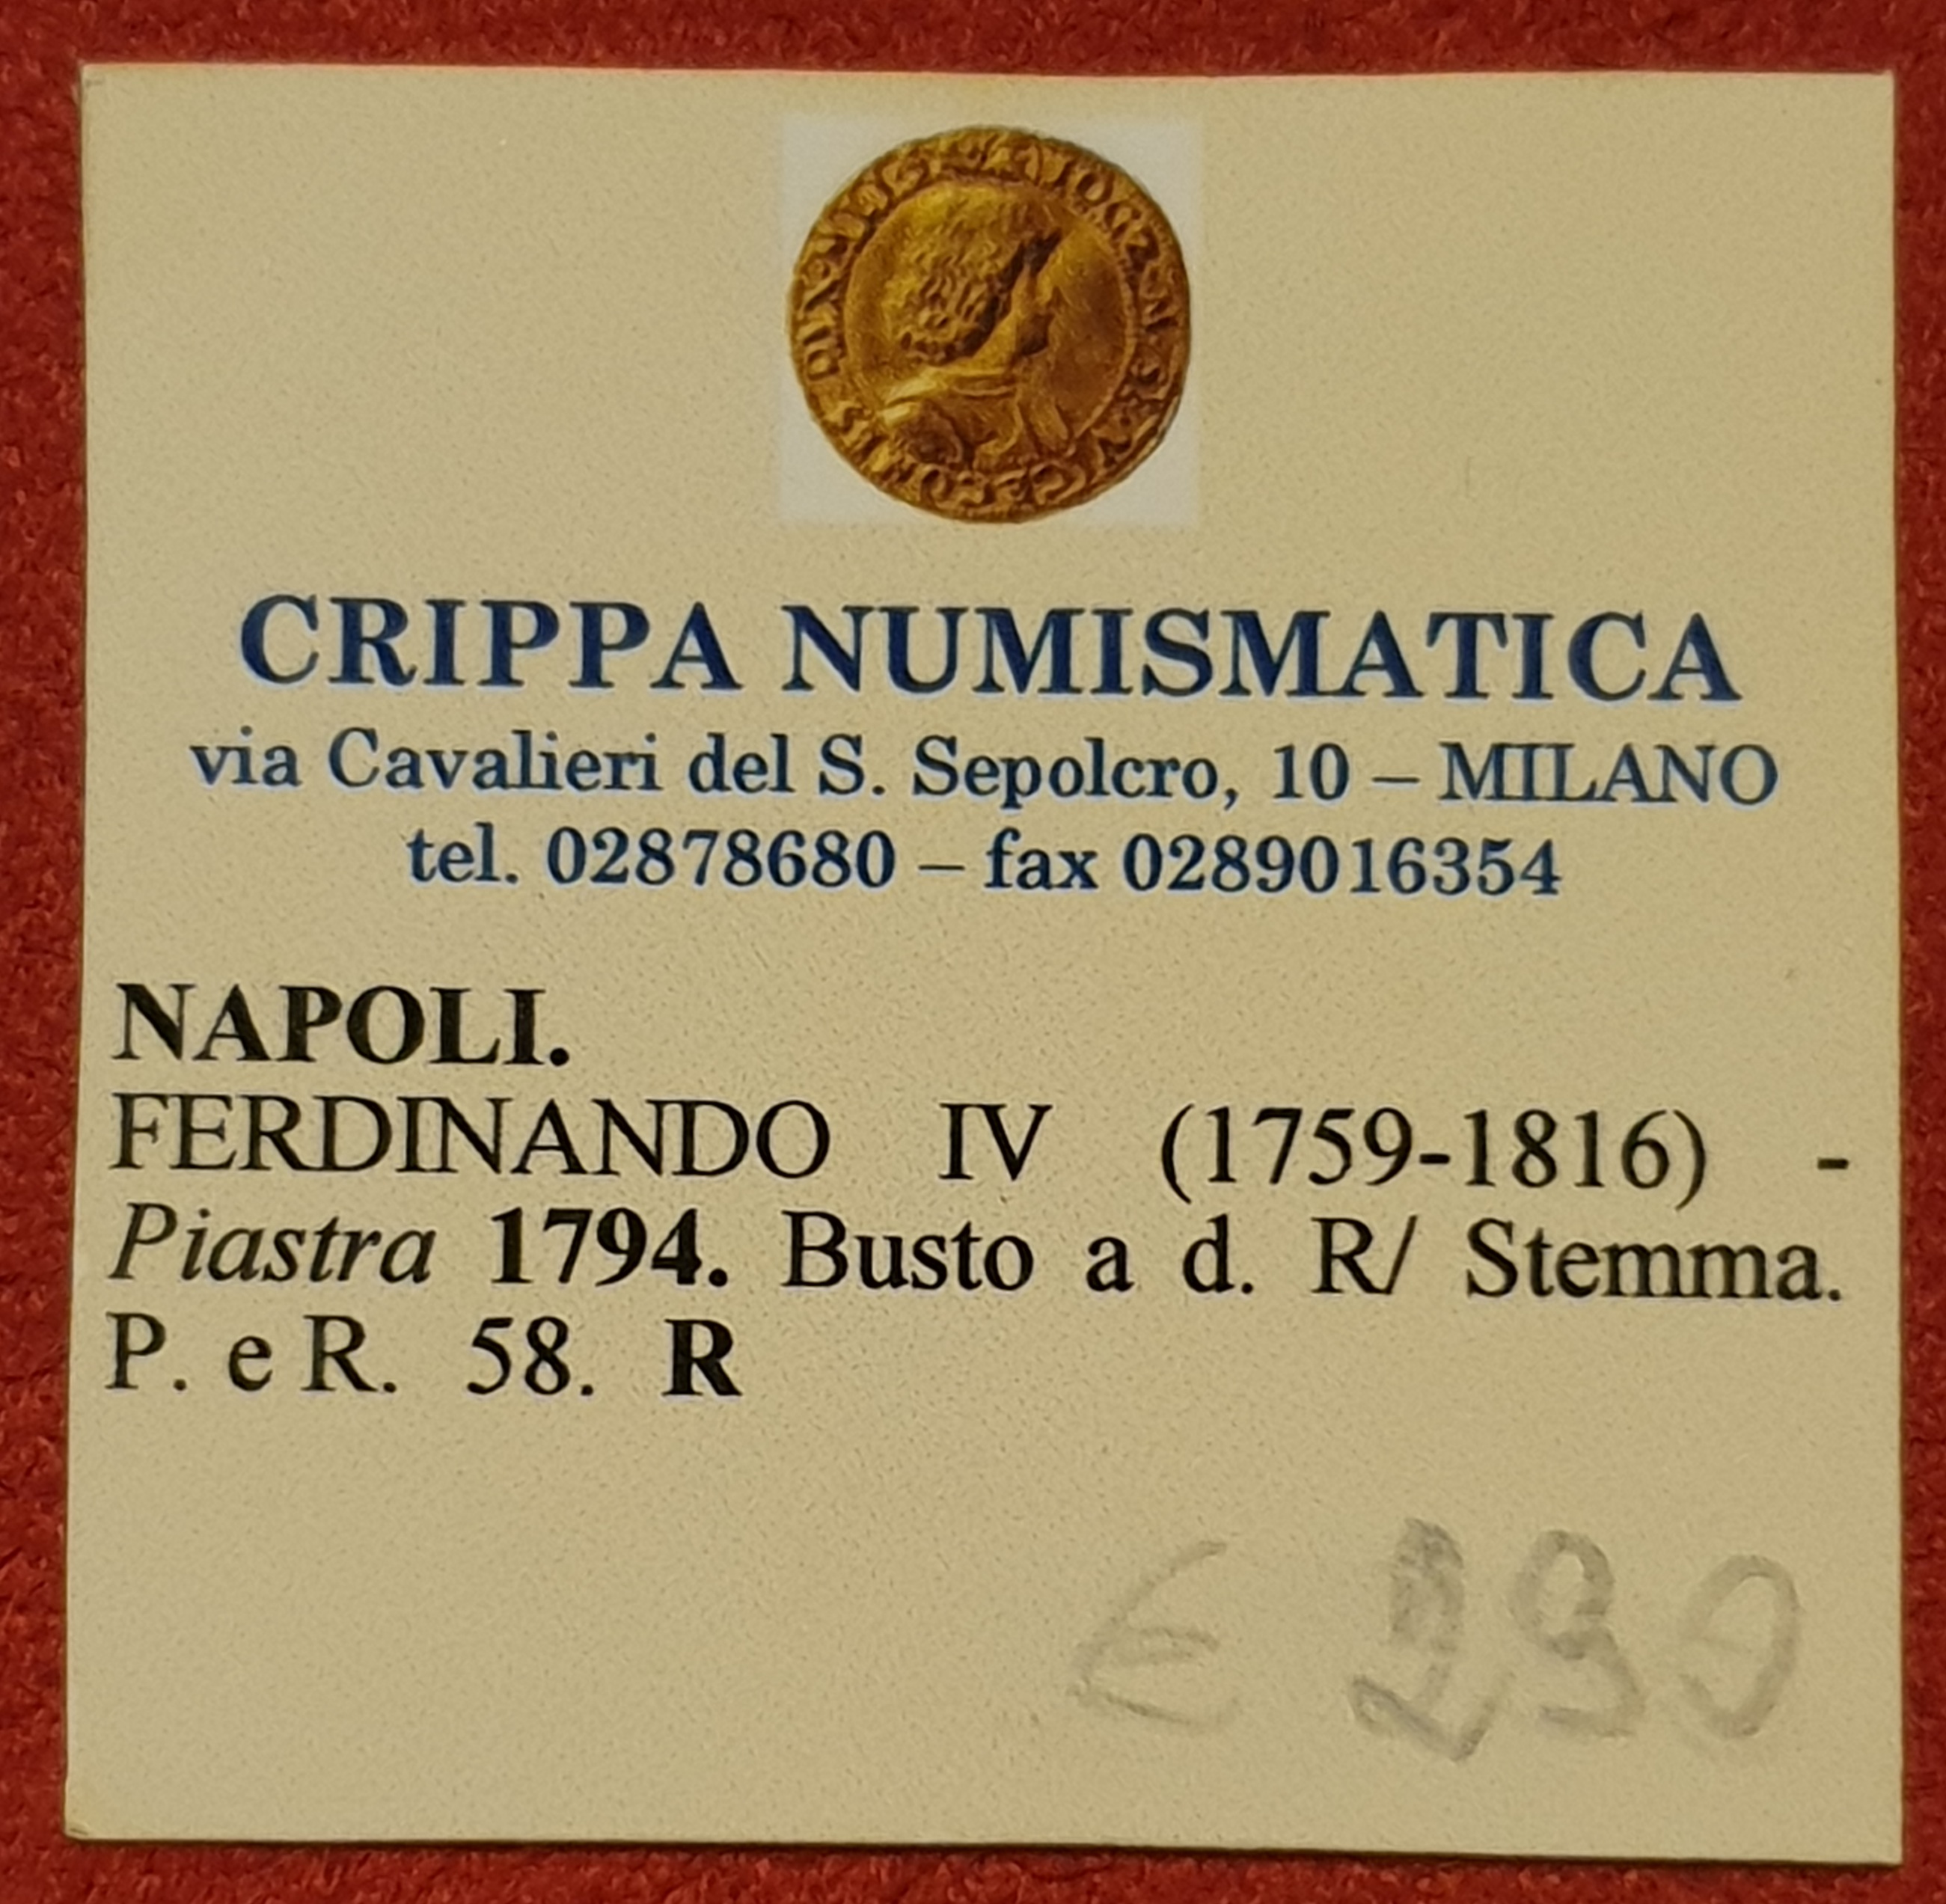 CRIPPA NUMISMATICA
via Cavalieri del S. Sepolcro, 10 – MILANO
tel. 02878680 – fax 0289016354
NAPOLI.
FERDINANDO IV (1759-1816) -
Piastra 1794. Busto a d. R/ Stemma.
P. e R. 58. R
€ 290